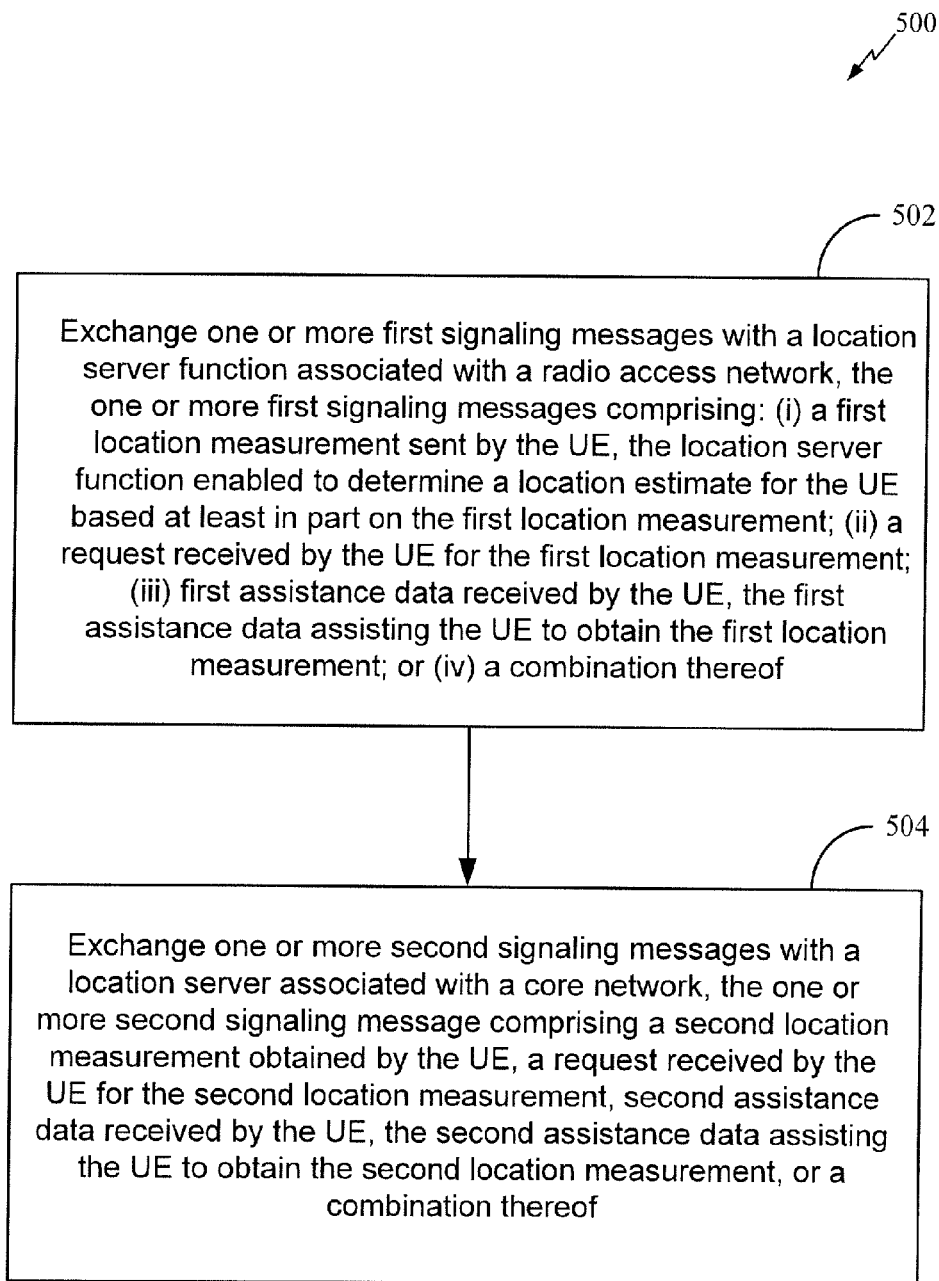 500
502
Exchange one or more first signaling messages with a location
server function associated with a radio access network, the
one or more first signaling messages comprising: (i) a first
location measurement sent by the UE, the location server
function enabled to determine a location estimate for the UE
based at least in part on the first location measurement; (ii) a
request received by the UE for the first location measurement;
(iii) first assistance data received by the UE, the first
assistance data assisting the UE to obtain the first location
measurement; or (iv) a combination thereof
504
Exchange one or more second signaling messages with a
location server associated with a core network, the one or
more second signaling message comprising a second location
measurement obtained by the UE, a request received by the
UE for the second location measurement, second assistance
data received by the UE, the second assistance data assisting
the UE to obtain the second location measurement, or a
combination thereof